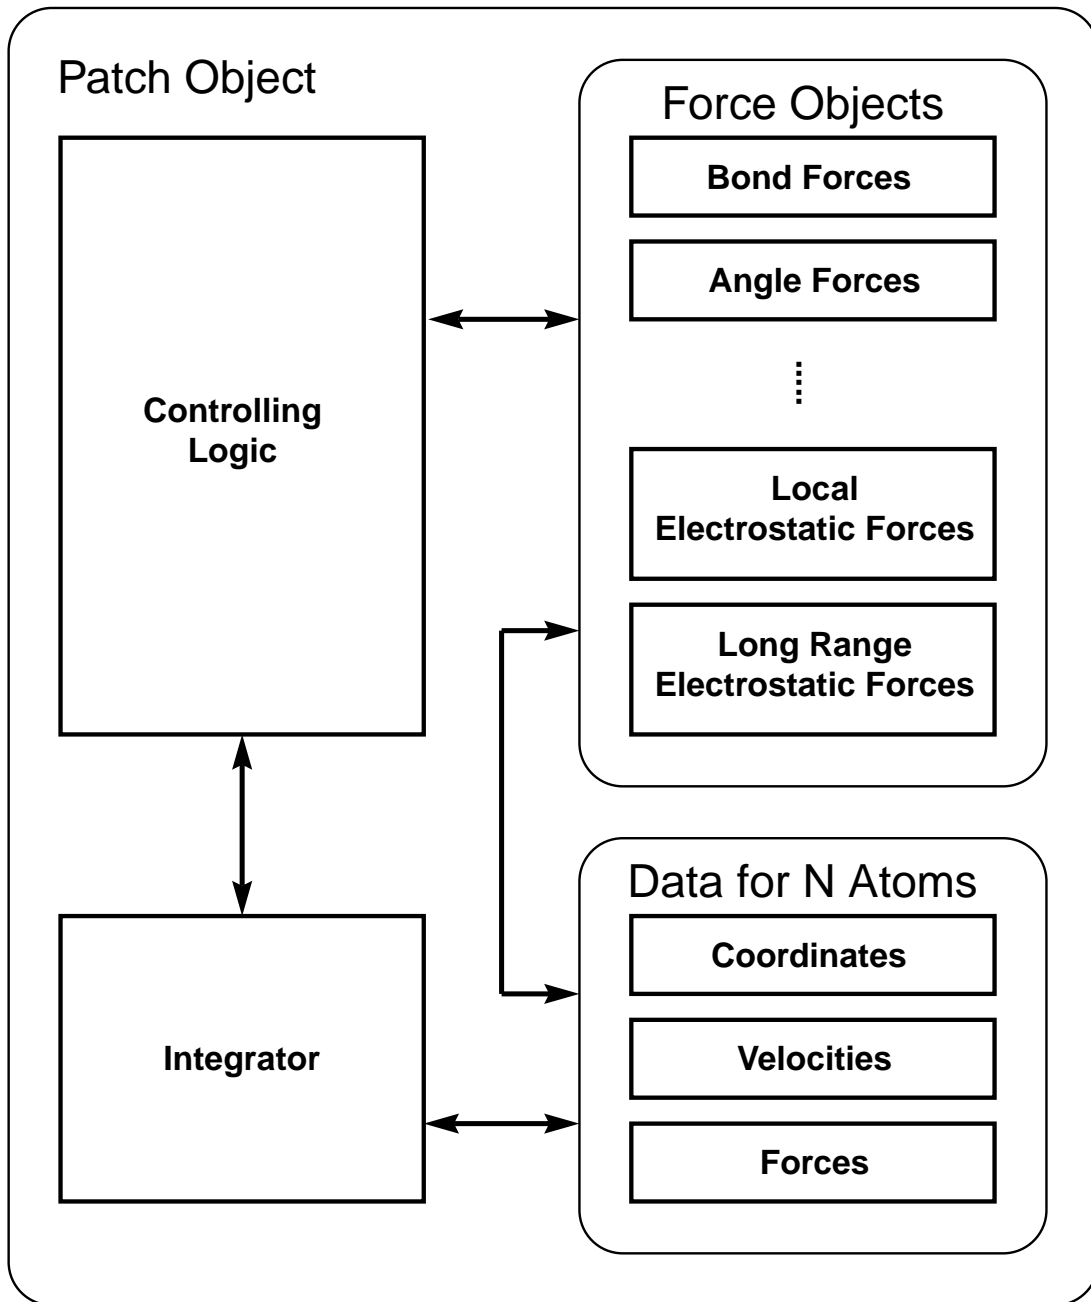 Patch Object
Controlling
Logic
Integrator
Force Objects
Bond Forces
Angle Forces
Local
Electrostatic Forces
Long Range
Electrostatic Forces
Data for N Atoms
Coordinates
Velocities
Forces